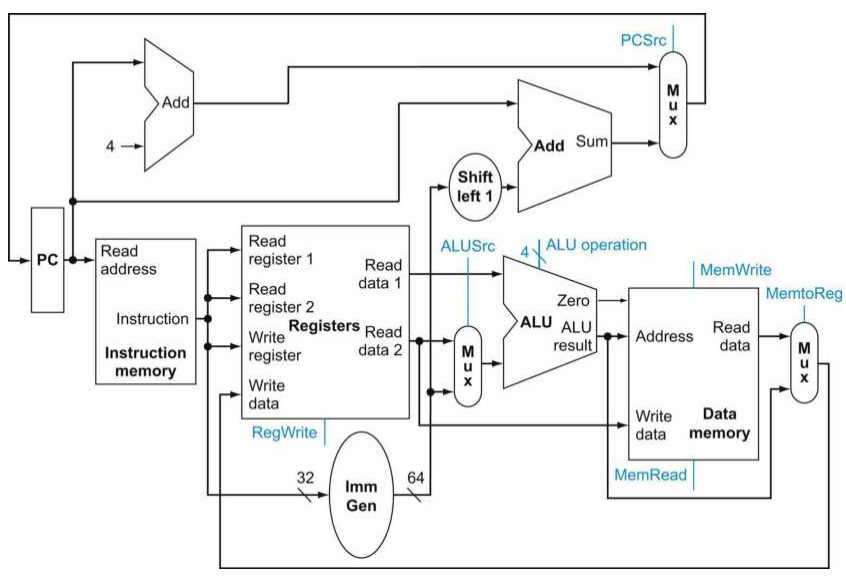 PCSrc
M
u
x
Add
4
Add Sum
Shift
left 1
PC
Read
address
Instruction
Instruction
memory
Read
register 1
Read
register 2
Write
register
Write
data
Registers
Read
data 1
Read
data 2
RegWrite
ALUSrc
M
u
x
4
ALU operation
Zero
ALU
ALU
result
MemWrite
MemtoReg
Address
Read
data
Write
data
Data
memory
M
u
x
MemRead
32
Imm
Gen
64